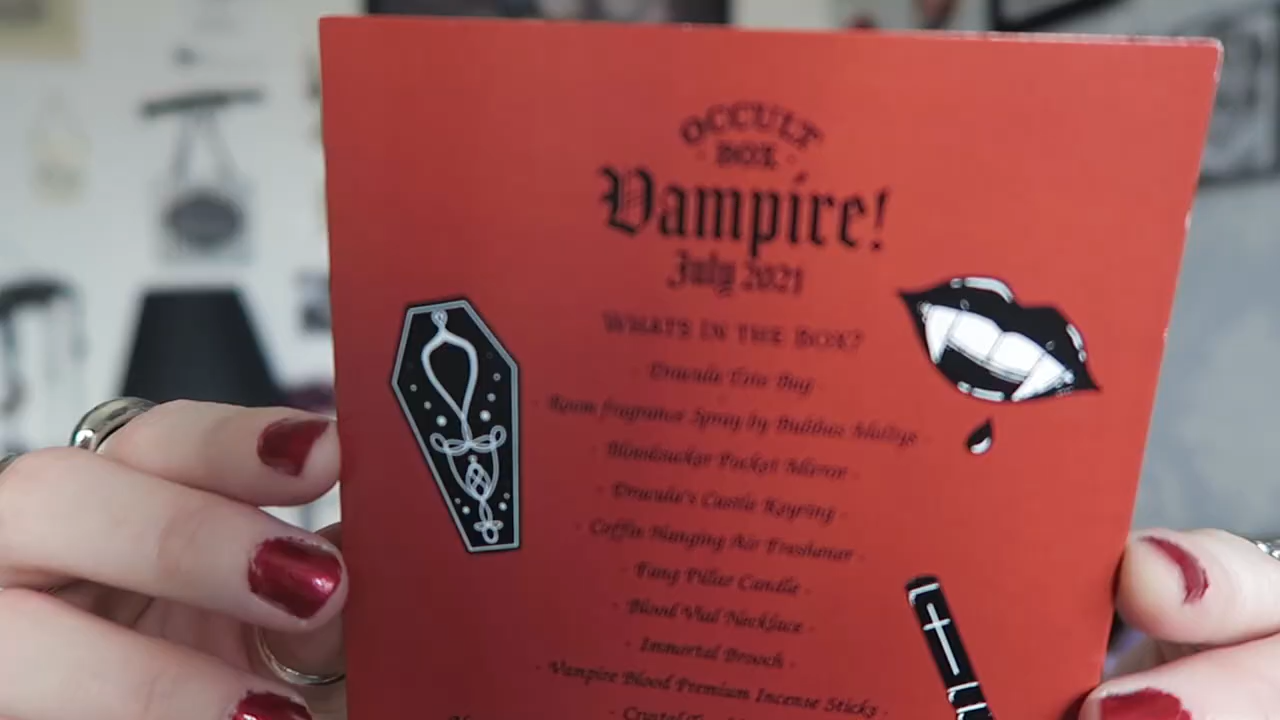 OCCULT
BOX
Vampire!
July 2021
WHATS IN THE BOX?
- Dracula Tote Bag -
- Room fragrance Spray by Bubbus Mullys -
- Bloodsucker Pocket Mirror -
- Dracula's Castle Keyring -
- Coffin Hanging Air Freshener -
- Fang Pillar Candle -
- Blood Vial Necklace -
- Immortal Brooch -
- Vampire Blood Premium Incense Sticks -